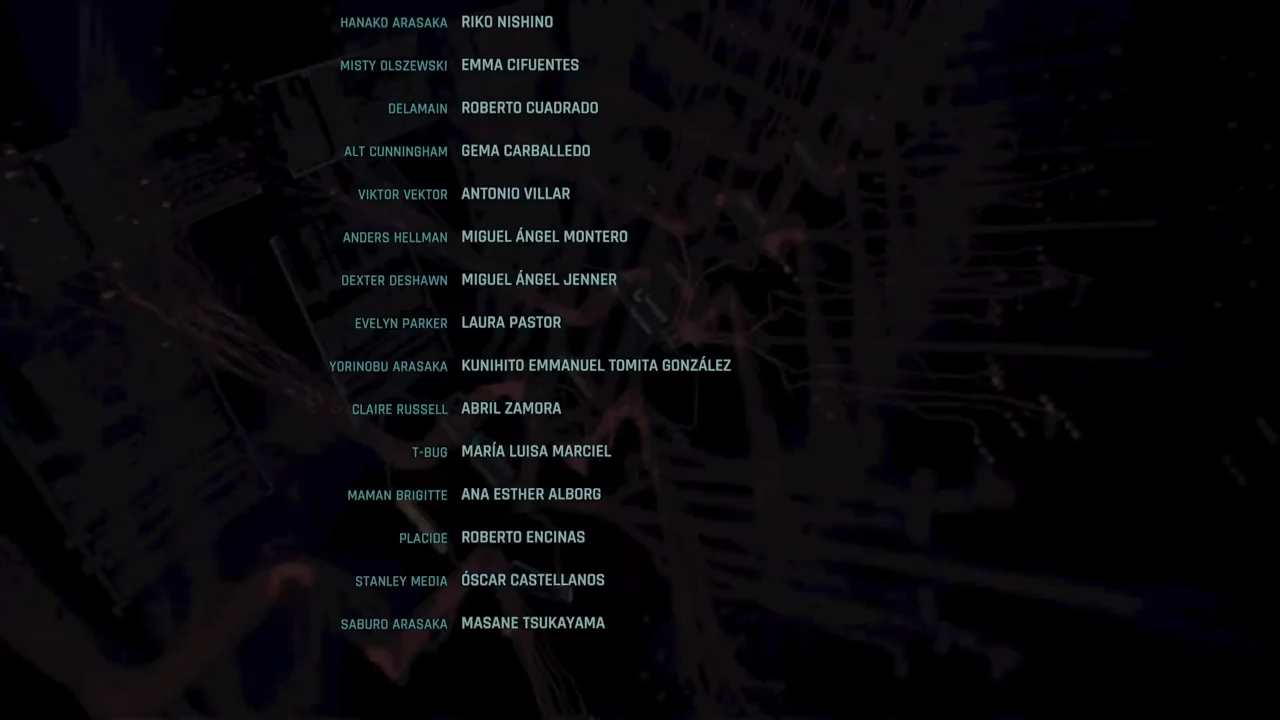 HANAKO ARASAKA RIKO NISHINO
MISTY OLSZEWSKI EMMA CIFUENTES
DELAMAIN ROBERTO CUADRADO
ALT CUNNINGHAM GEMA CARBALLEDO
VIKTOR VEKTOR ANTONIO VILLAR
ANDERS HELLMAN MIGUEL ÁNGEL MONTERO
DEXTER DESHAWN MIGUEL ÁNGEL JENNER
EVELYN PARKER LAURA PASTOR
YORINOBU ARASAKA KUNIHITO EMMANUEL TOMITA GONZÁLEZ
CLAIRE RUSSELL ABRIL ZAMORA
T-BUG MARÍA LUISA MARCIEL
MAMAN BRIGITTE ANA ESTHER ALBORG
PLACIDE ROBERTO ENCINAS
STANLEY MEDIA ÓSCAR CASTELLANOS
SABURO ARASAKA MASANE TSUKAYAMA